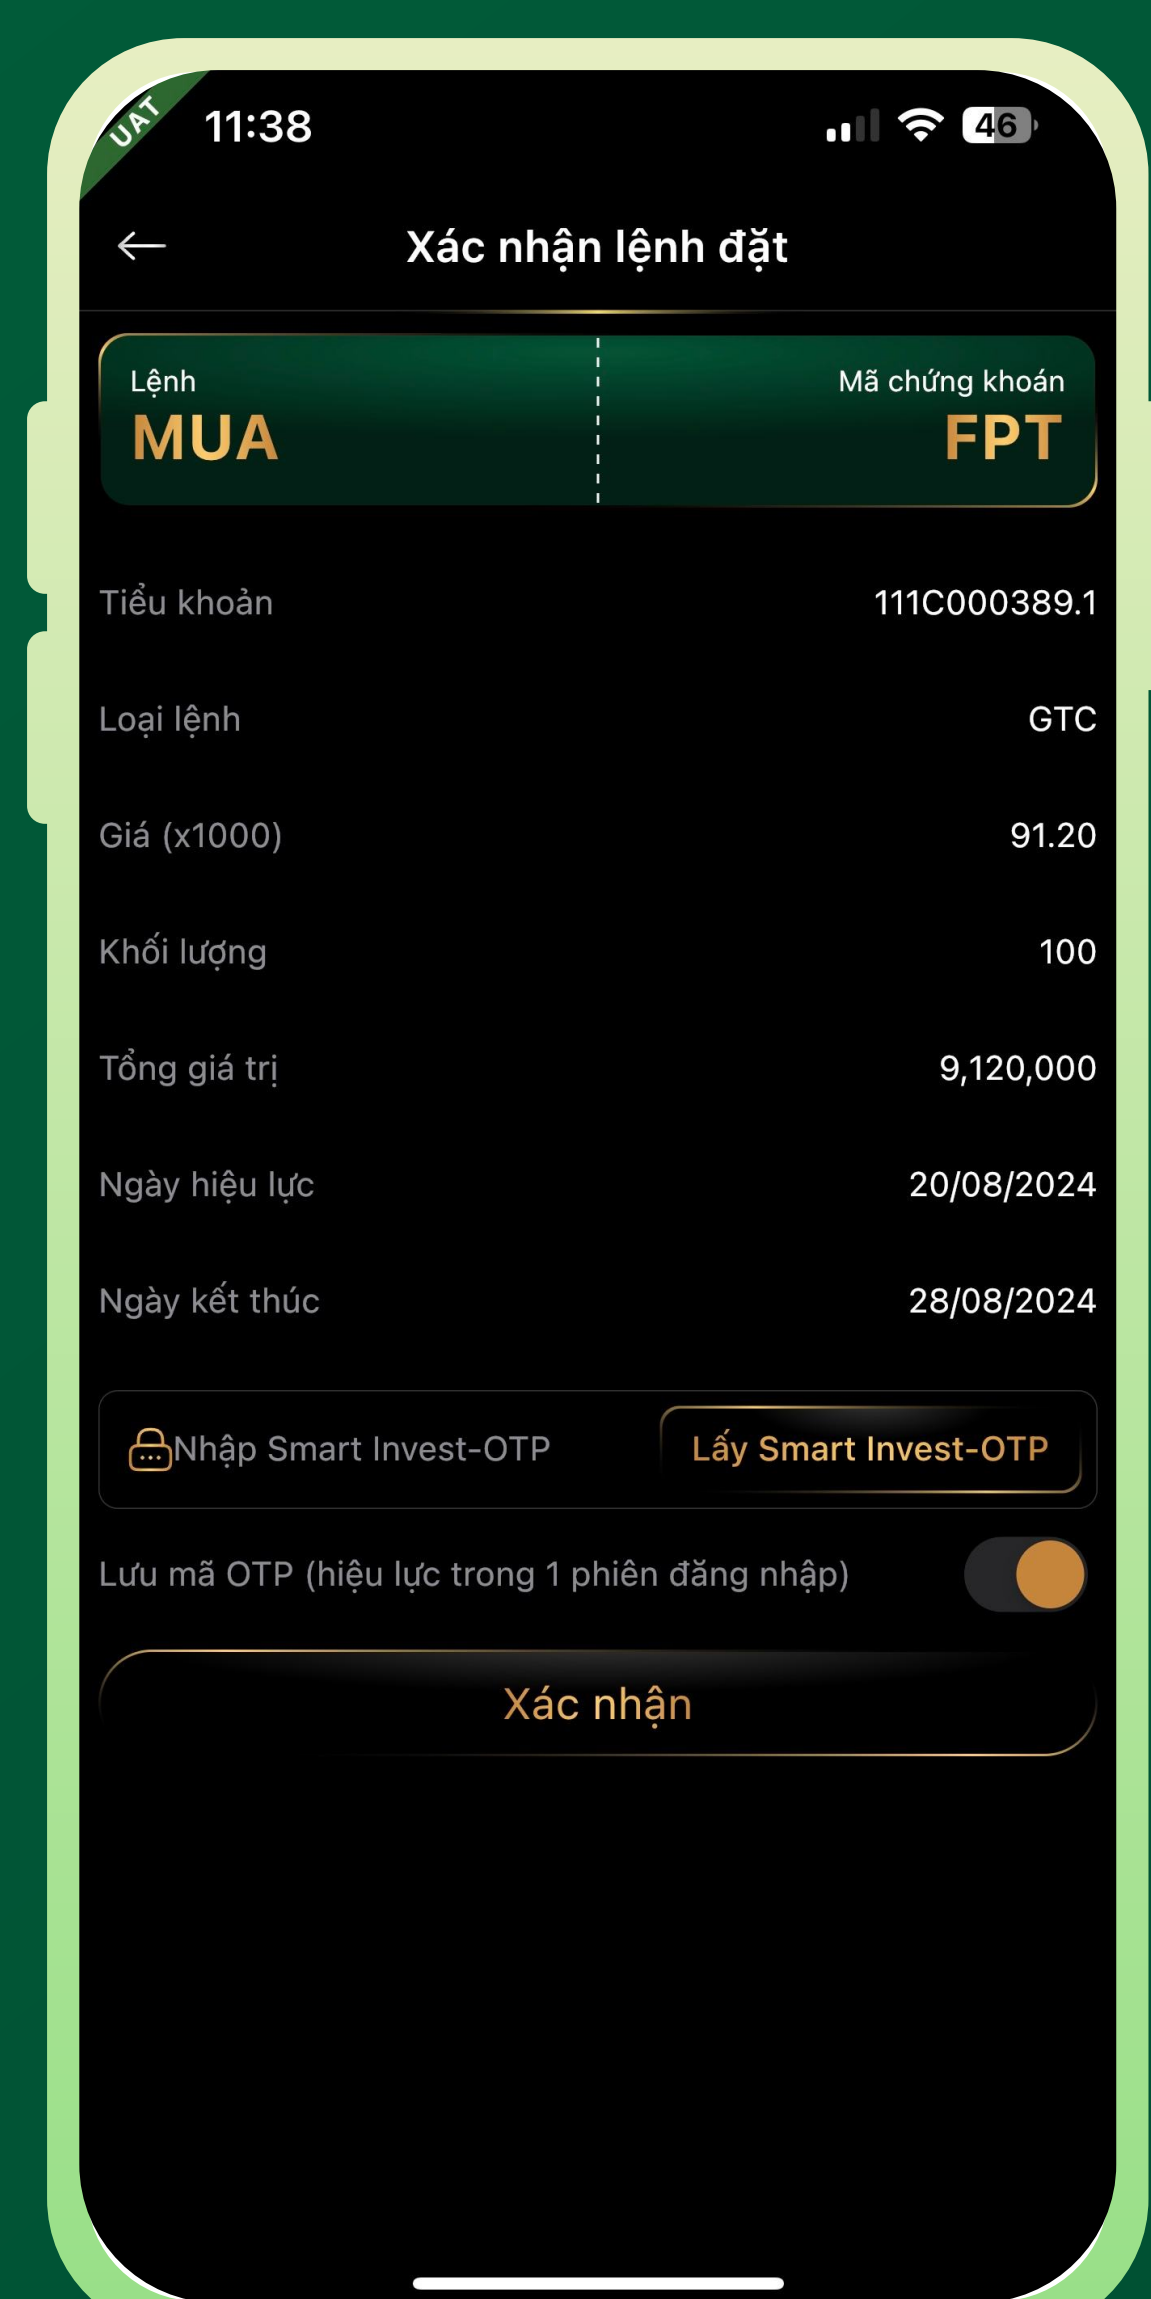 UAT
11:38
46
Xác nhận lệnh đặt
Lệnh
Mã chứng khoán
MUA
FPT
Tiểu khoản
111C000389.1
Loại lệnh
GTC
Giá (x1000)
91.20
Khối lượng
100
Tổng giá trị
9,120,000
Ngày hiệu lực
20/08/2024
Ngày kết thúc
28/08/2024
Nhập Smart Invest-OTP
Lấy Smart Invest-OTP
Lưu mã OTP (hiệu lực trong 1 phiên đăng nhập)
Xác nhận